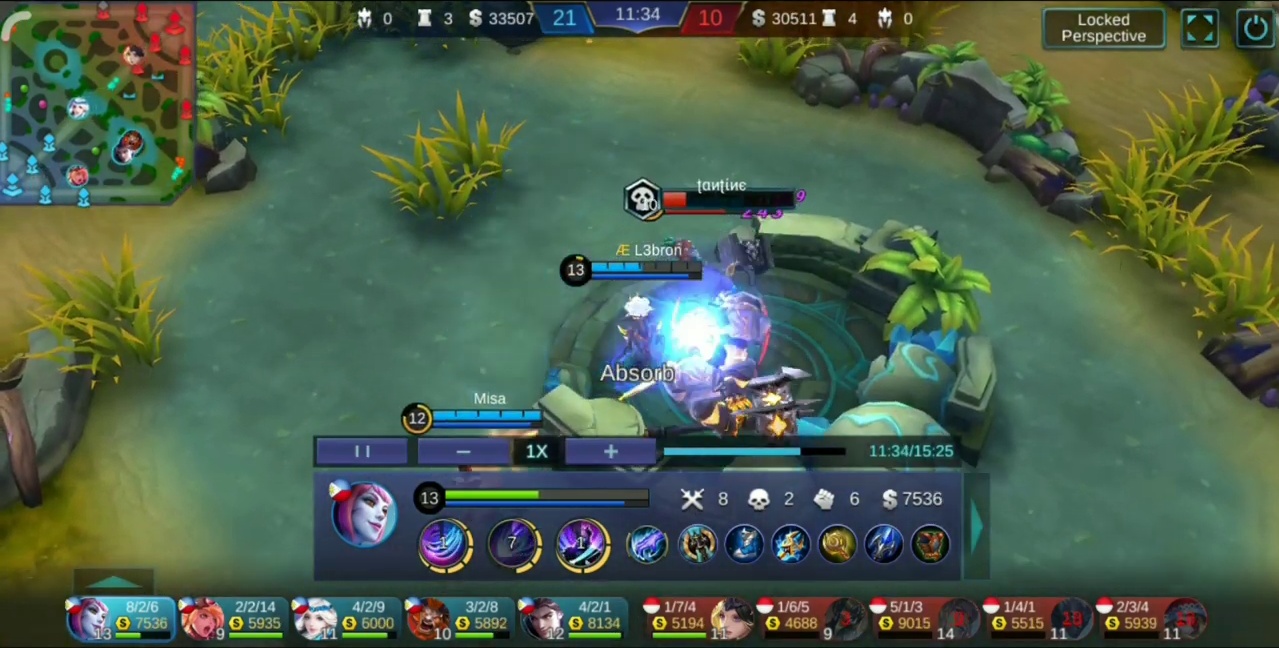 0 3 $ 33507 21 11:34 10 $ 30511 4 0
Locked
Perspective
ʈɑиʈiиє
Æ L3bron
13
Absorb
Misa
12
1X
11:34/15:25
13 8 2 6 $ 7536
1 7 1
8/2/6 2/2/14 4/2/9 3/2/8 4/2/1 1/7/4 1/6/5 5/1/3 1/4/1 2/3/4
7536 5935 6000 5892 8134 5194 4688 9015 5515 5939
13 9 11 10 12 11 9 14 11 11